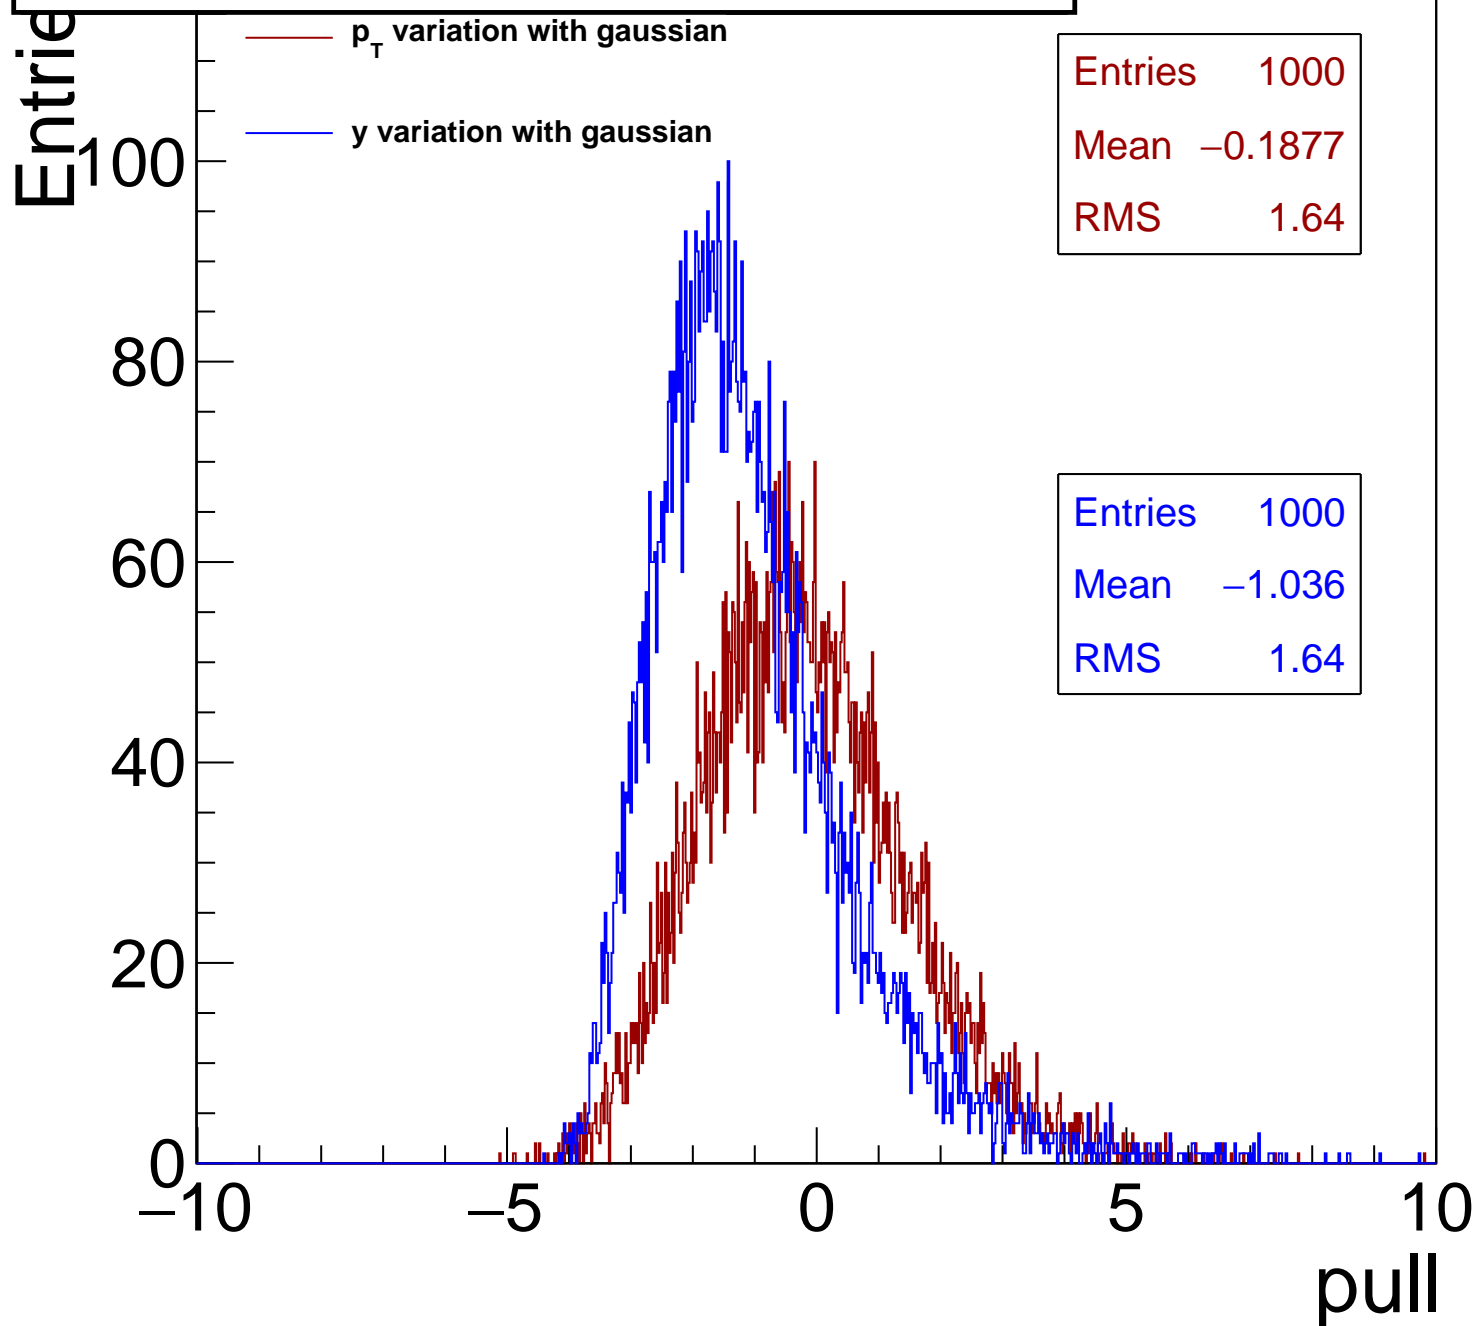 Entrie
p_T variation with gaussian
y variation with gaussian
Entries 1000
Mean −0.1877
RMS 1.64
Entries 1000
Mean −1.036
RMS 1.64
100
80
60
40
20
0
−10 −5 0 5 10
pull